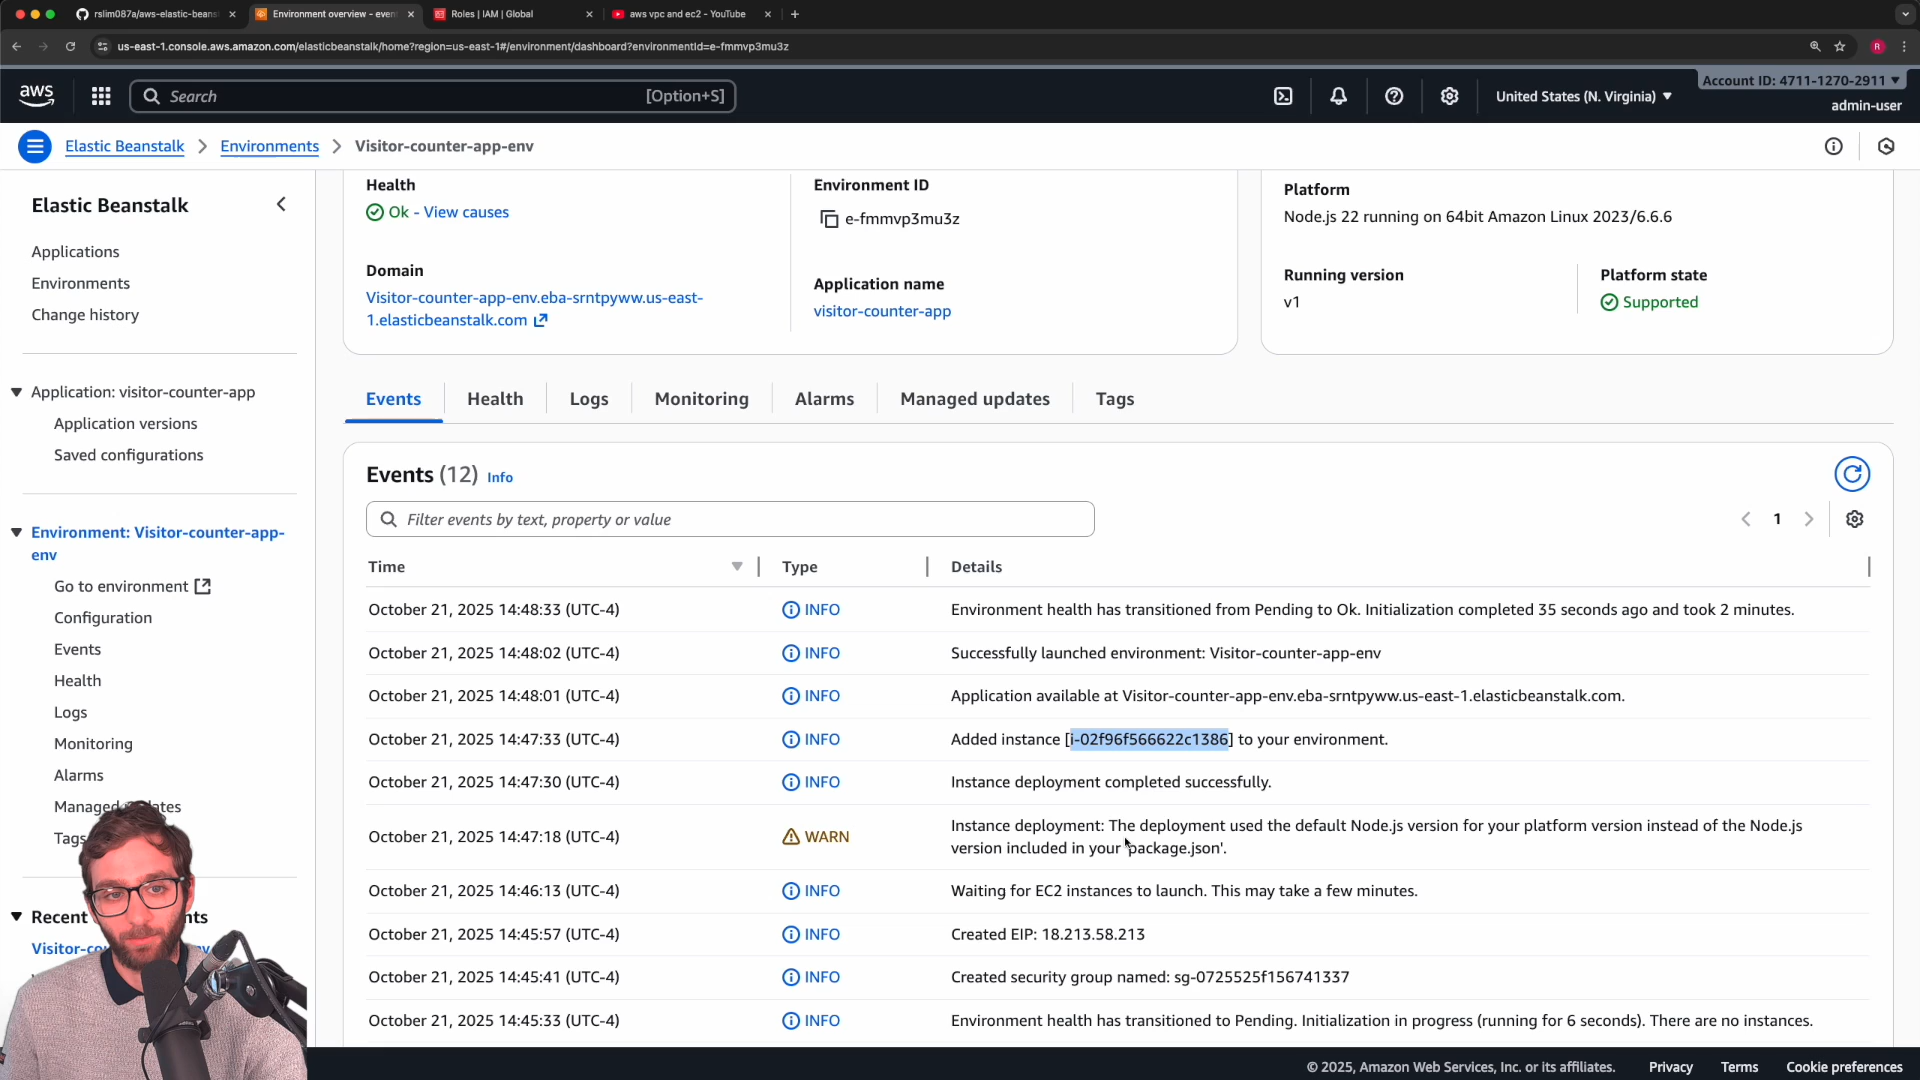 rslim087a/aws-elastic-beans
Environment overview - even
Roles | IAM | Global
aws vpc and ec2 - YouTube
us-east-1.console.aws.amazon.com/elasticbeanstalk/home?region=us-east-1#/environment/dashboard?environmentId=e-fmmvp3mu3z
R
aws
Search
[Option+S]
United States (N. Virginia)
Account ID: 4711-1270-2911
admin-user
Elastic Beanstalk
Environments
Visitor-counter-app-env
Elastic Beanstalk
Applications
Environments
Change history
Application: visitor-counter-app
Application versions
Saved configurations
Environment: Visitor-counter-app-
env
Go to environment
Configuration
Events
Health
Logs
Monitoring
Alarms
Managed
Tags
Recent
Health
Ok - View causes
Domain
Visitor-counter-app-env.eba-srntpyww.us-east-
1.elasticbeanstalk.com
Environment ID
e-fmmvp3mu3z
Application name
visitor-counter-app
Platform
Node.js 22 running on 64bit Amazon Linux 2023/6.6.6
Running version
v1
Platform state
Supported
Events
Health
Logs
Monitoring
Alarms
Managed updates
Tags
Events (12) Info
Filter events by text, property or value
1
Time
Type
Details
October 21, 2025 14:48:33 (UTC-4) INFO Environment health has transitioned from Pending to Ok. Initialization completed 35 seconds ago and took 2 minutes.
October 21, 2025 14:48:02 (UTC-4) INFO Successfully launched environment: Visitor-counter-app-env
October 21, 2025 14:48:01 (UTC-4) INFO Application available at Visitor-counter-app-env.eba-srntpyww.us-east-1.elasticbeanstalk.com.
October 21, 2025 14:47:33 (UTC-4) INFO Added instance [i-02f96f566622c1386] to your environment.
October 21, 2025 14:47:30 (UTC-4) INFO Instance deployment completed successfully.
October 21, 2025 14:47:18 (UTC-4) WARN Instance deployment: The deployment used the default Node.js version for your platform version instead of the Node.js
version included in your 'package.json'.
October 21, 2025 14:46:13 (UTC-4) INFO Waiting for EC2 instances to launch. This may take a few minutes.
October 21, 2025 14:45:57 (UTC-4) INFO Created EIP: 18.213.58.213
October 21, 2025 14:45:41 (UTC-4) INFO Created security group named: sg-0725525f156741337
October 21, 2025 14:45:33 (UTC-4) INFO Environment health has transitioned to Pending. Initialization in progress (running for 6 seconds). There are no instances.
© 2025, Amazon Web Services, Inc. or its affiliates.
Privacy
Terms
Cookie preferences